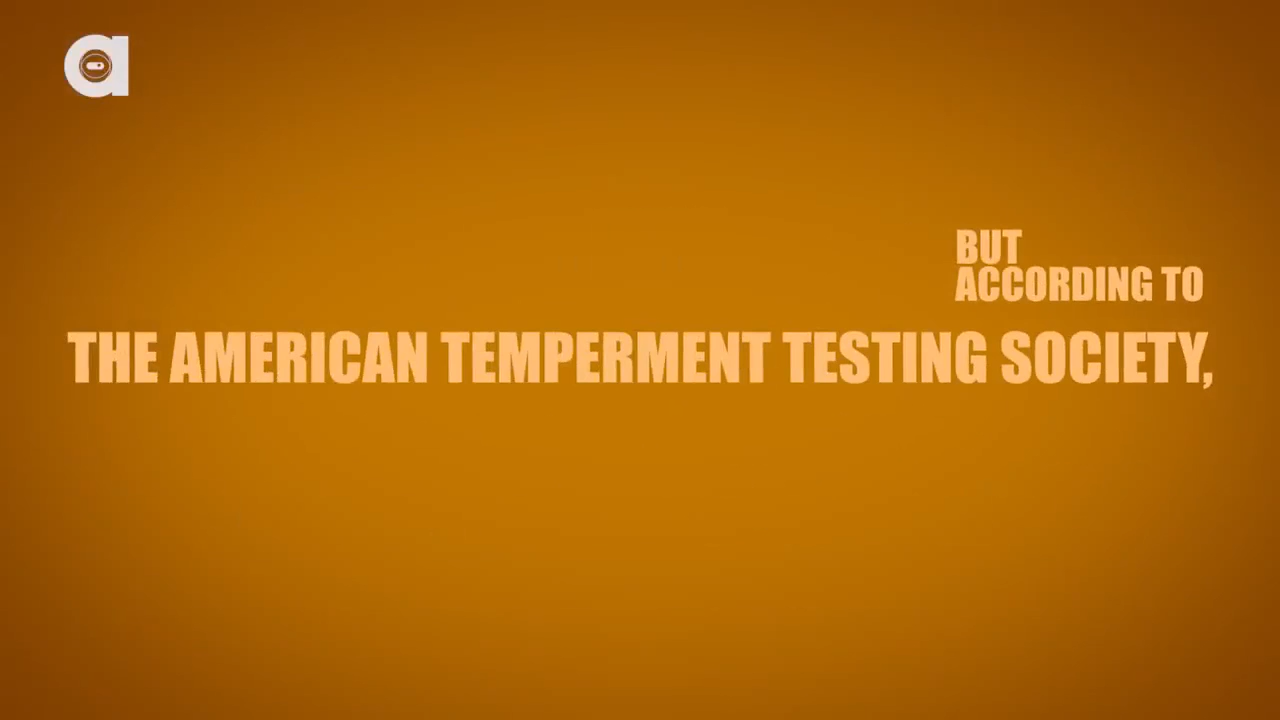 a
BUT
ACCORDING TO
THE AMERICAN TEMPERMENT TESTING SOCIETY,